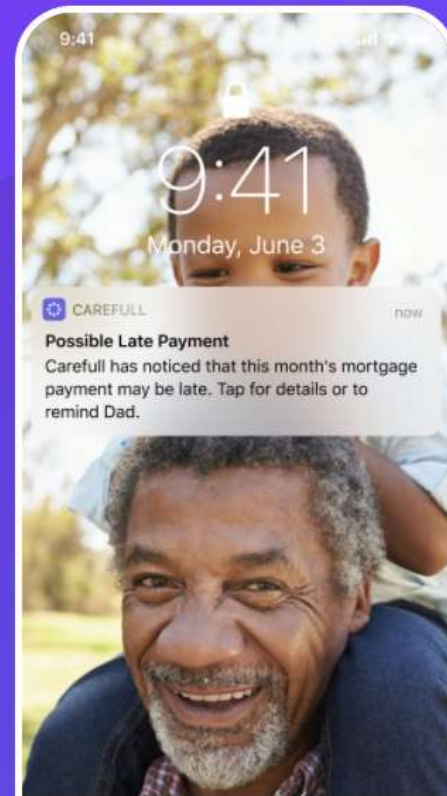 9:41
9:41
Monday, June 3
CAREFULL
now
Possible Late Payment
Carefull has noticed that this month's mortgage
payment may be late. Tap for details or to
remind Dad.